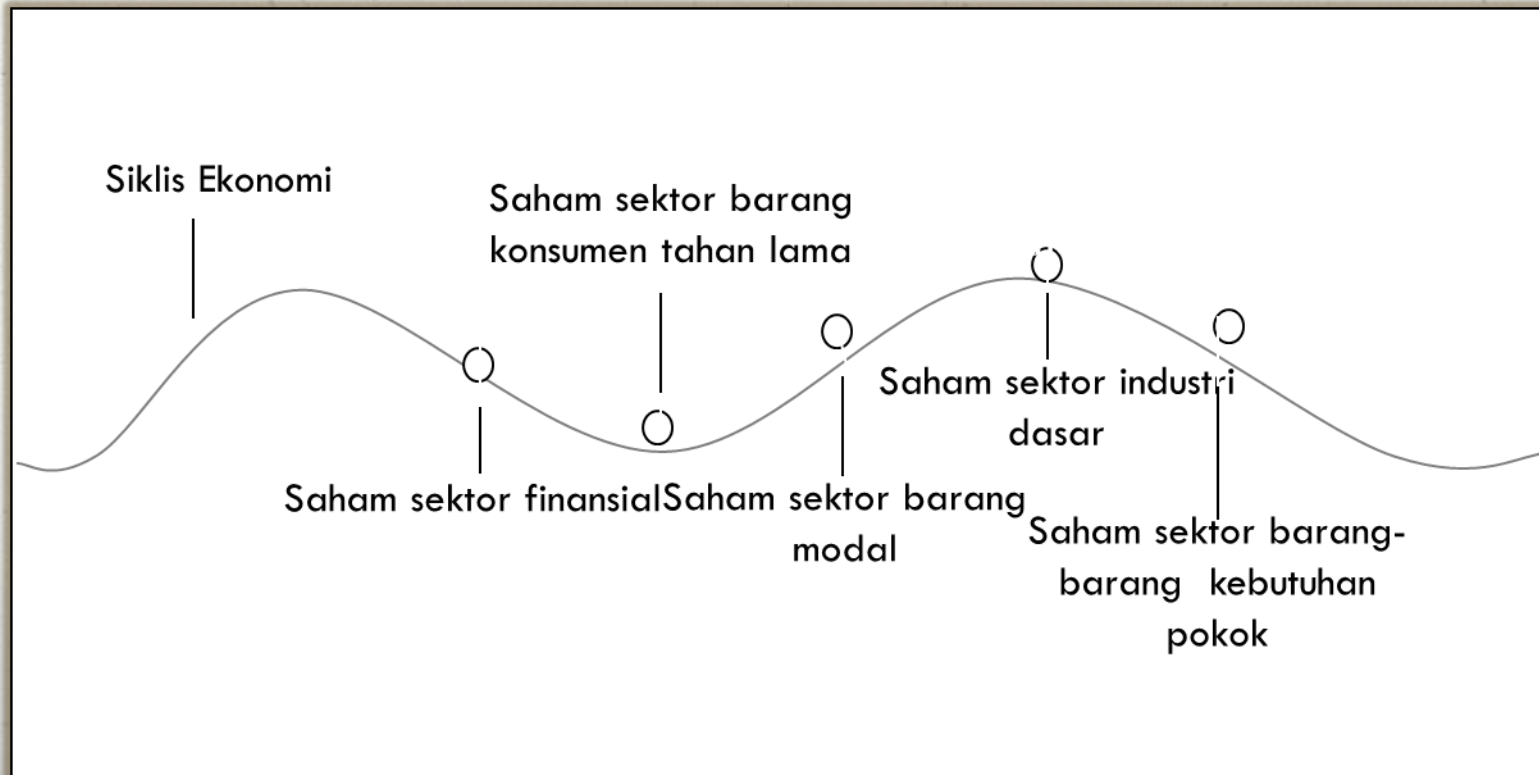 Siklis Ekonomi
Saham sektor barang
konsumen tahan lama
Saham sektor finansial
Saham sektor barang
modal
Saham sektor industri
dasar
Saham sektor barang-
barang kebutuhan
pokok